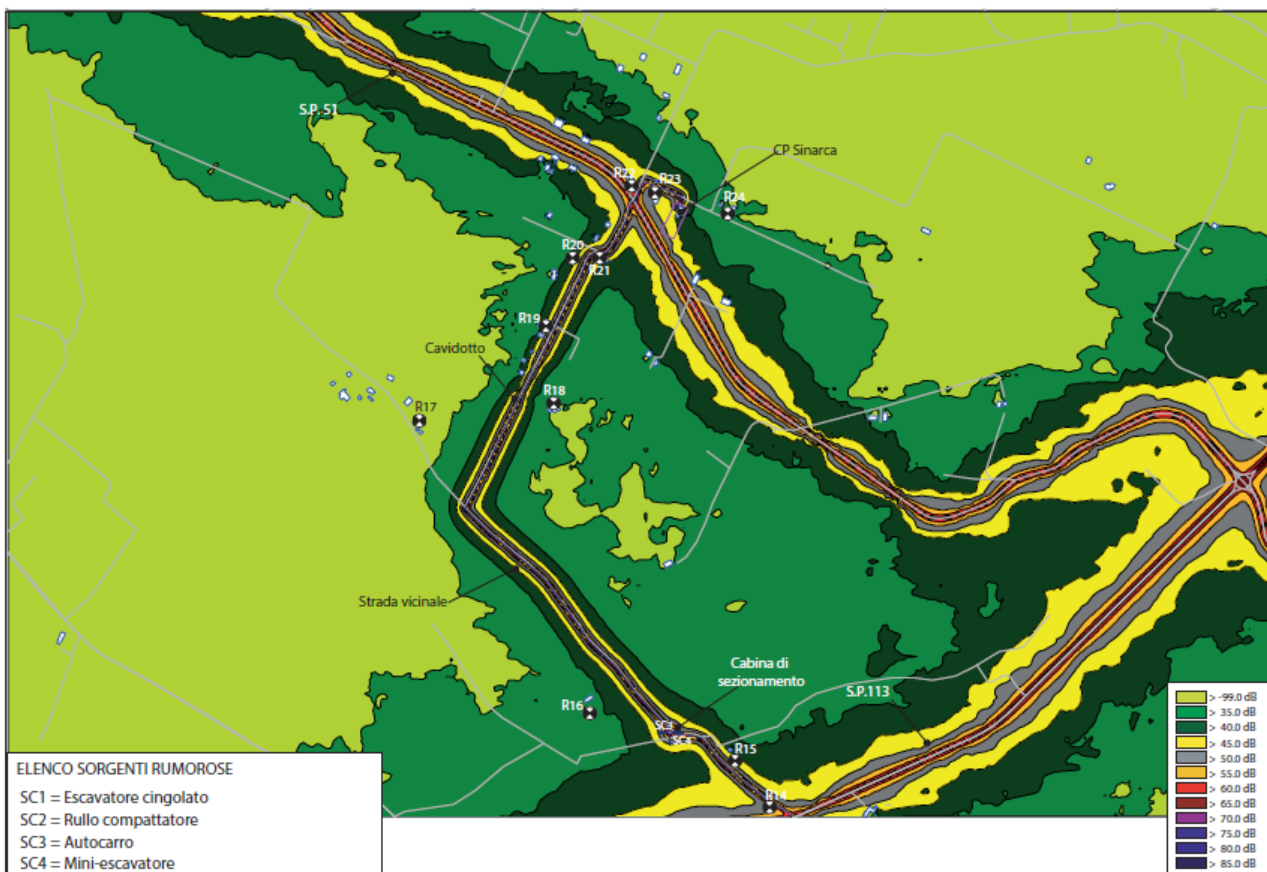 S.P. 51
CP Sinarca
R22
R23
R24
R20
R21
R19
Cavidotto
R18
R17
Strada vicinale
Cabina di
sezionamento
S.P.113
R16
SC3
SC4
R15
R14
ELENCO SORGENTI RUMOROSE
SC1 = Escavatore cingolato
SC2 = Rullo compattatore
SC3 = Autocarro
SC4 = Mini-escavatore
> -99.0 dB
> 35.0 dB
> 40.0 dB
> 45.0 dB
> 50.0 dB
> 55.0 dB
> 60.0 dB
> 65.0 dB
> 70.0 dB
> 75.0 dB
> 80.0 dB
> 85.0 dB